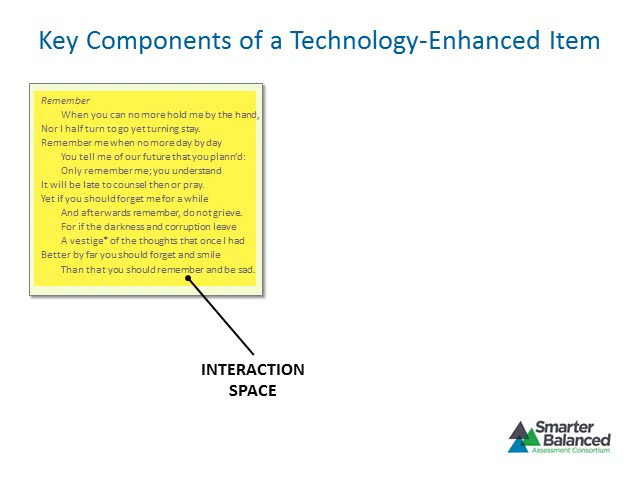 Key Components of a Technology-Enhanced Item
Remember
When you can no more hold me by the hand,
Nor I half turn to go yet turning stay.
Remember me when no more day by day
You tell me of our future that you plann'd:
Only remember me; you understand
It will be late to counsel then or pray.
Yet if you should forget me for a while
And afterwards remember, do not grieve.
For if the darkness and corruption leave
A vestige* of the thoughts that once I had
Better by far you should forget and smile
Than that you should remember and be sad.
INTERACTION
SPACE
Smarter
Balanced
Assessment Consortium